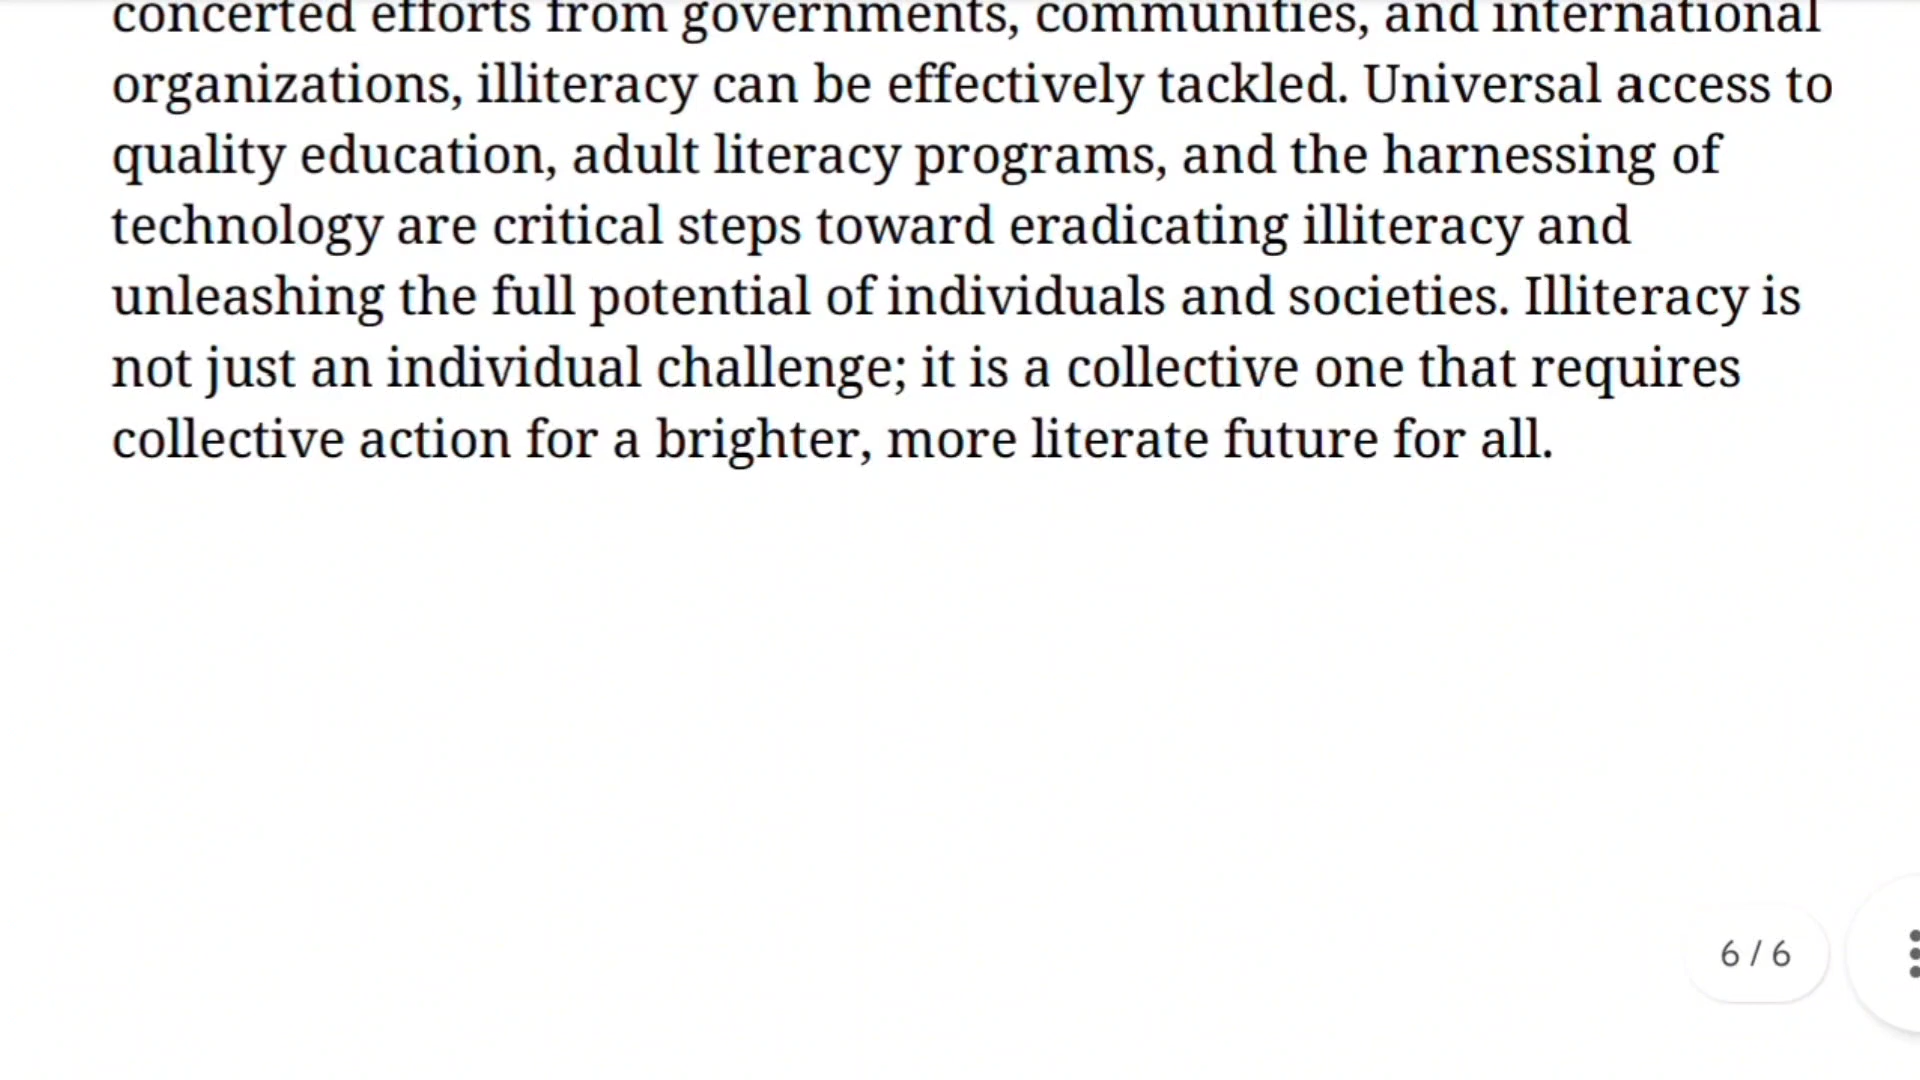 concerted efforts from governments, communities, and international
organizations, illiteracy can be effectively tackled. Universal access to
quality education, adult literacy programs, and the harnessing of
technology are critical steps toward eradicating illiteracy and
unleashing the full potential of individuals and societies. Illiteracy is
not just an individual challenge; it is a collective one that requires
collective action for a brighter, more literate future for all.
6 / 6